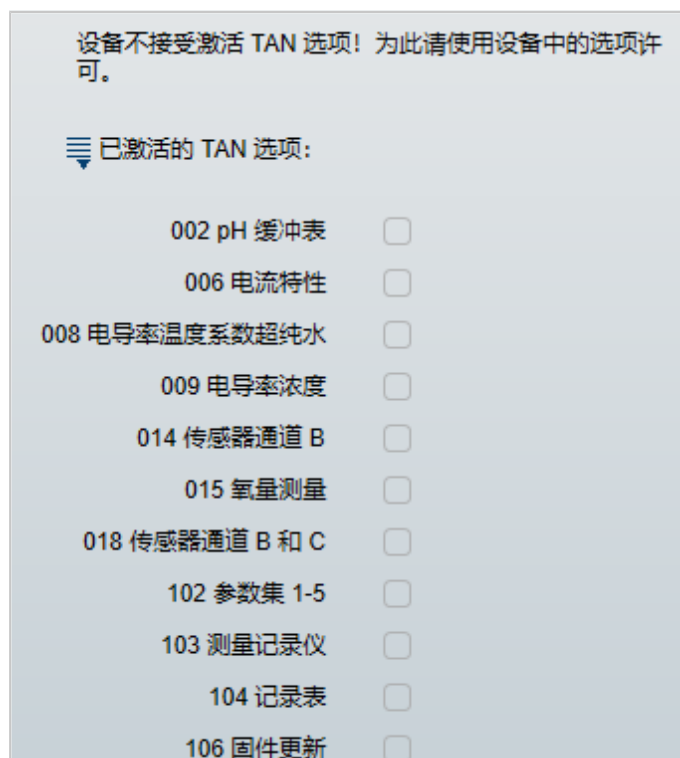 设备不接受激活 TAN 选项！为此请使用设备中的选项许
可。
已激活的 TAN 选项：
002 pH 缓冲表
006 电流特性
008 电导率温度系数超纯水
009 电导率浓度
014 传感器通道 B
015 氧量测量
018 传感器通道 B 和 C
102 参数集 1-5
103 测量记录仪
104 记录表
106 固件更新